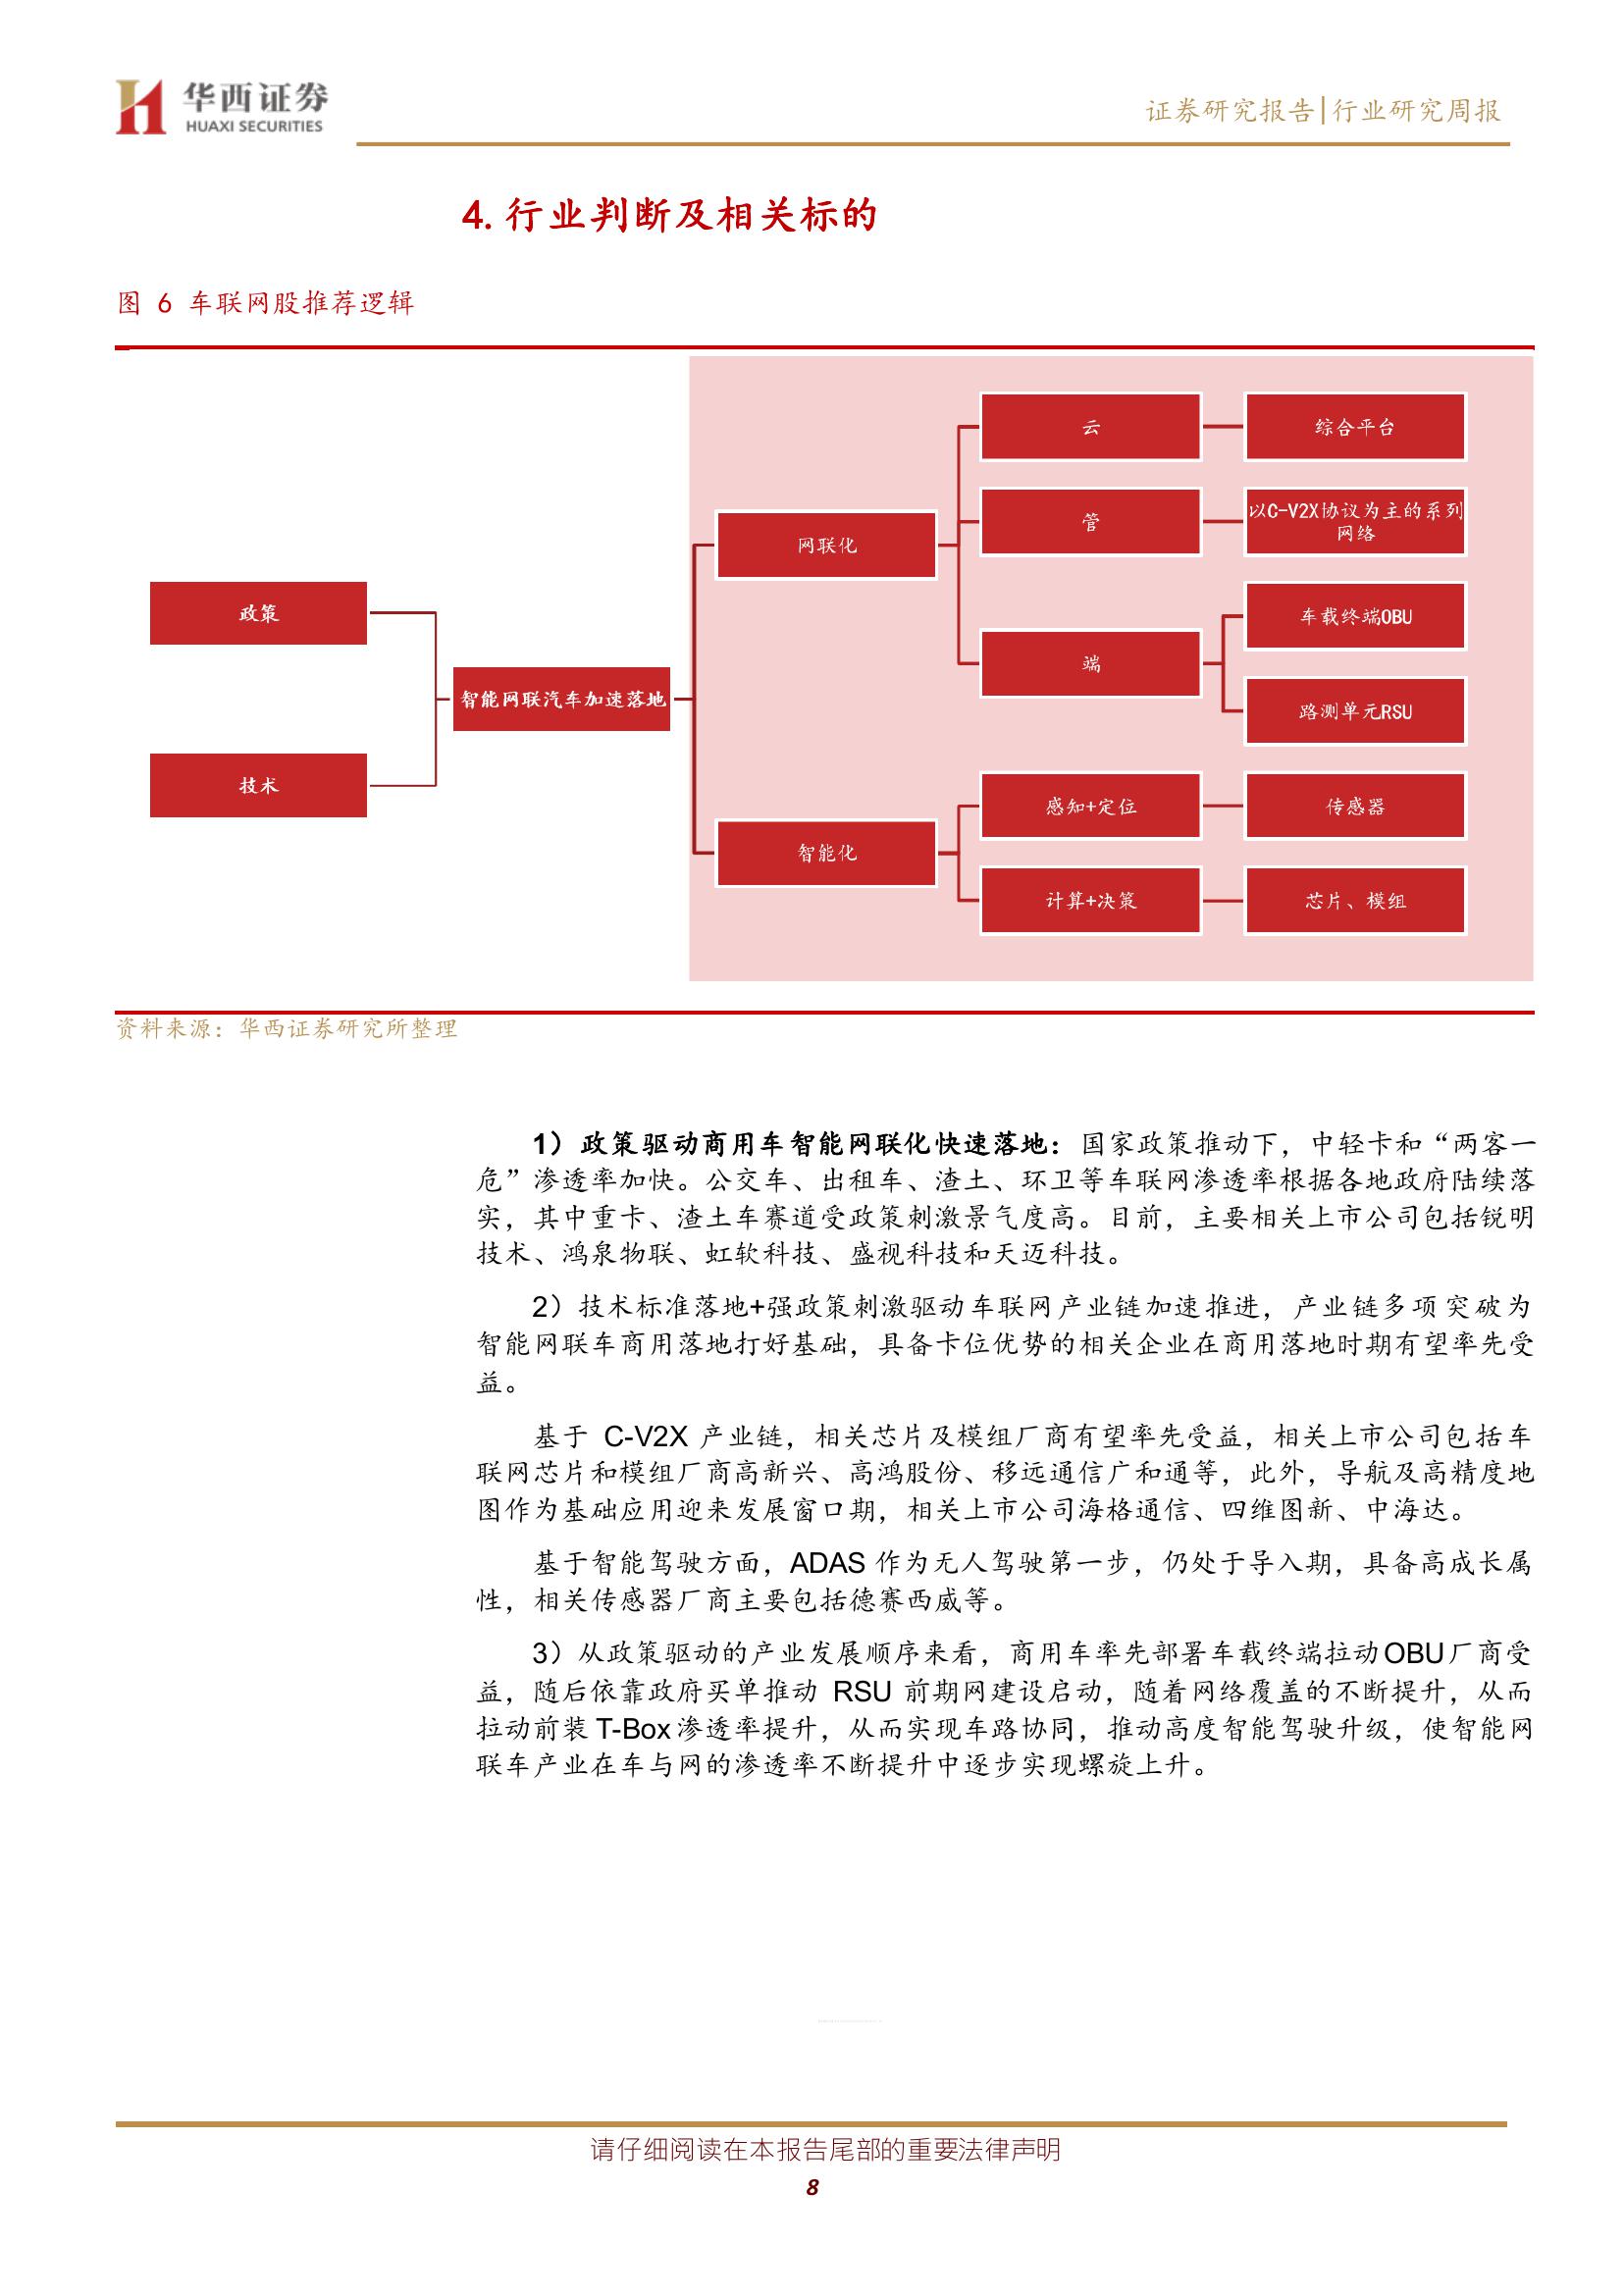 华西证券
HUAXI SECURITIES
证券研究报告|行业研究周报
4. 行业判断及相关标的
图 6 车联网股推荐逻辑
政策
技术
智能网联汽车加速落地
网联化
云
综合平台
管
以C-V2X协议为主的系列
网络
端
车载终端OBU
路测单元RSU
智能化
感知+定位
传感器
计算+决策
芯片、模组
资料来源：华西证券研究所整理
1）政策驱动商用车智能网联化快速落地：国家政策推动下，中轻卡和“两客一
危”渗透率加快。公交车、出租车、渣土、环卫等车联网渗透率根据各地政府陆续落
实，其中重卡、渣土车赛道受政策刺激景气度高。目前，主要相关上市公司包括锐明
技术、鸿泉物联、虹软科技、盛视科技和天迈科技。
2）技术标准落地+强政策刺激驱动车联网产业链加速推进，产业链多项突破为
智能网联车商用落地打好基础，具备卡位优势的相关企业在商用落地时期有望率先受
益。
基于 C-V2X 产业链，相关芯片及模组厂商有望率先受益，相关上市公司包括车
联网芯片和模组厂商高新兴、高鸿股份、移远通信广和通等，此外，导航及高精度地
图作为基础应用迎来发展窗口期，相关上市公司海格通信、四维图新、中海达。
基于智能驾驶方面，ADAS 作为无人驾驶第一步，仍处于导入期，具备高成长属
性，相关传感器厂商主要包括德赛西威等。
3）从政策驱动的产业发展顺序来看，商用车率先部署车载终端拉动 OBU 厂商受
益，随后依靠政府买单推动 RSU 前期网建设启动，随着网络覆盖的不断提升，从而
拉动前装 T-Box 渗透率提升，从而实现车路协同，推动高度智能驾驶升级，使智能网
联车产业在车与网的渗透率不断提升中逐步实现螺旋上升。
请仔细阅读在本报告尾部的重要法律声明
8